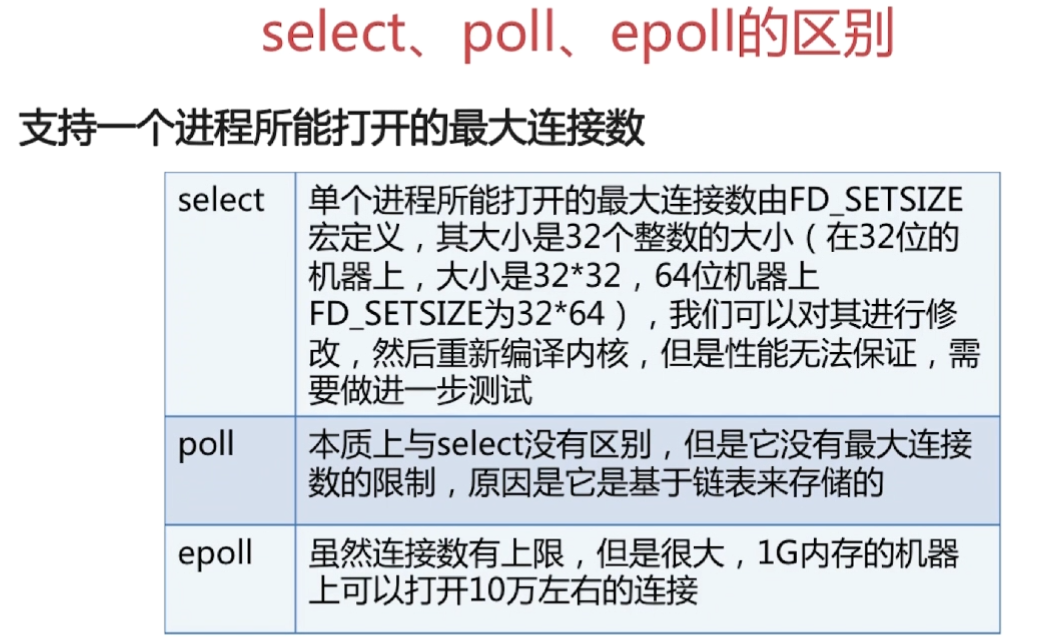 select、poll、epoll的区别
支持一个进程所能打开的最大连接数
select
单个进程所能打开的最大连接数由FD_SETSIZE
宏定义，其大小是32个整数的大小（在32位的
机器上，大小是32*32，64位机器上
FD_SETSIZE为32*64），我们可以对其进行修
改，然后重新编译内核，但是性能无法保证，需
要做进一步测试
poll
本质上与select没有区别，但是它没有最大连接
数的限制，原因是它是基于链表来存储的
epoll
虽然连接数有上限，但是很大，1G内存的机器
上可以打开10万左右的连接